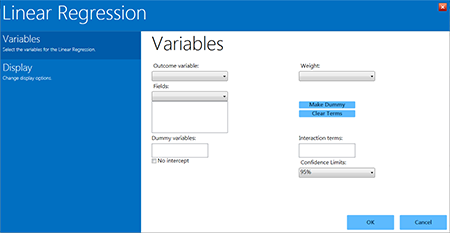 Linear Regression
Variables
Select the variables for the Linear Regression.
Display
Change display options.
Variables
Outcome variable:
Weight:
Fields:
Make Dummy
Clear Terms
Dummy variables:
Interaction terms:
No intercept
Confidence Limits:
95%
OK
Cancel